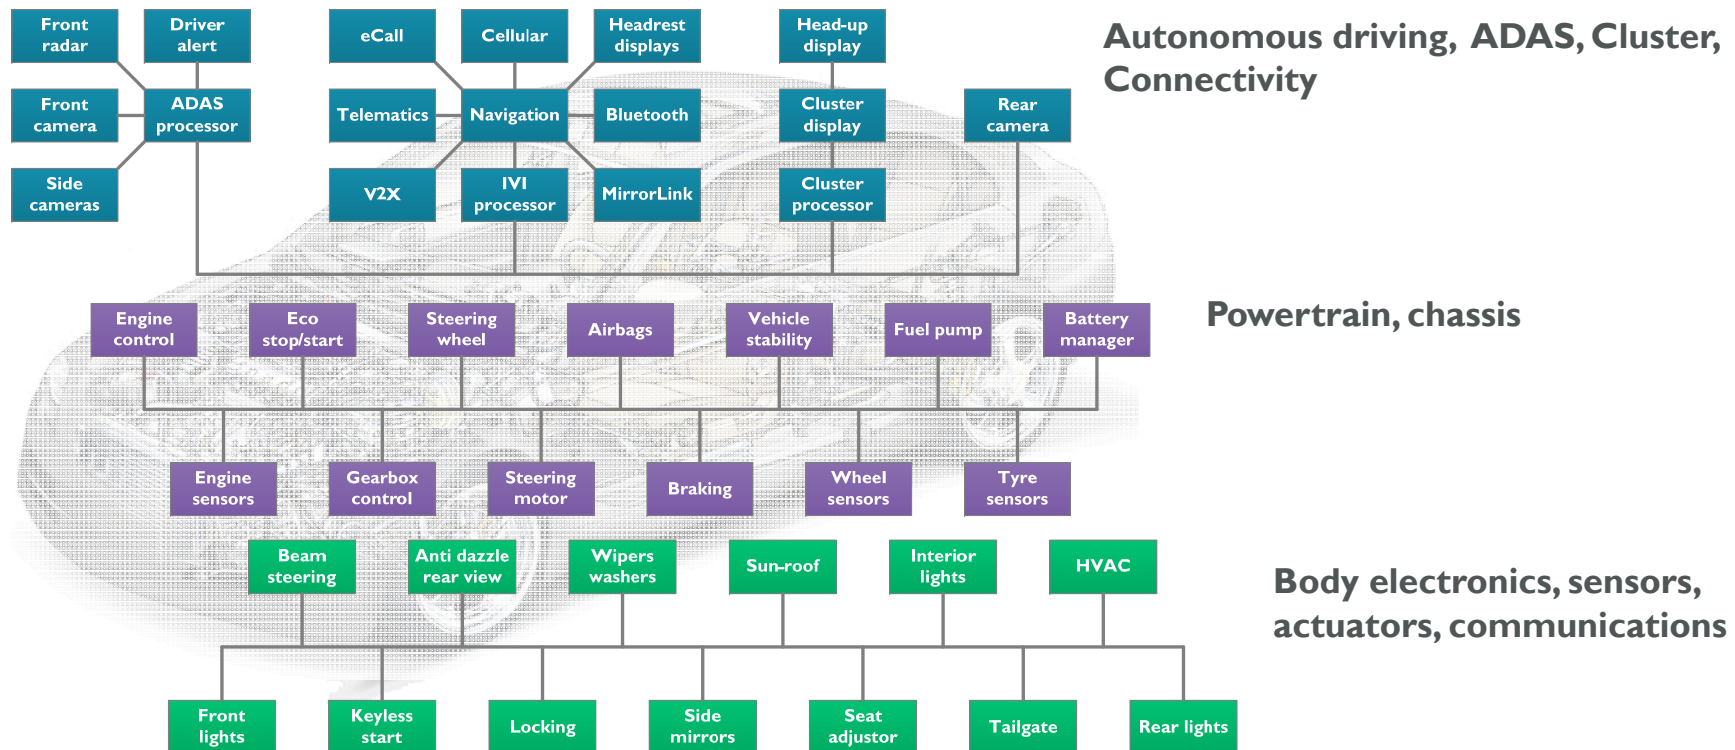 Front
radar
Driver
alert
eCall
Cellular
Headrest
displays
Head-up
display
Autonomous driving, ADAS, Cluster,
Connectivity
Front
camera
ADAS
processor
Telematics
Navigation
Bluetooth
Cluster
display
Rear
camera
Side
cameras
V2X
IVI
processor
MirrorLink
Cluster
processor
Engine
control
Eco
stop/start
Steering
wheel
Airbags
Vehicle
stability
Fuel pump
Battery
manager
Powertrain, chassis
Engine
sensors
Gearbox
control
Steering
motor
Braking
Wheel
sensors
Tyre
sensors
Beam
steering
Anti dazzle
rear view
Wipers
washers
Sun-roof
Interior
lights
HVAC
Body electronics, sensors,
actuators, communications
Front
lights
Keyless
start
Locking
Side
mirrors
Seat
adjustor
Tailgate
Rear lights